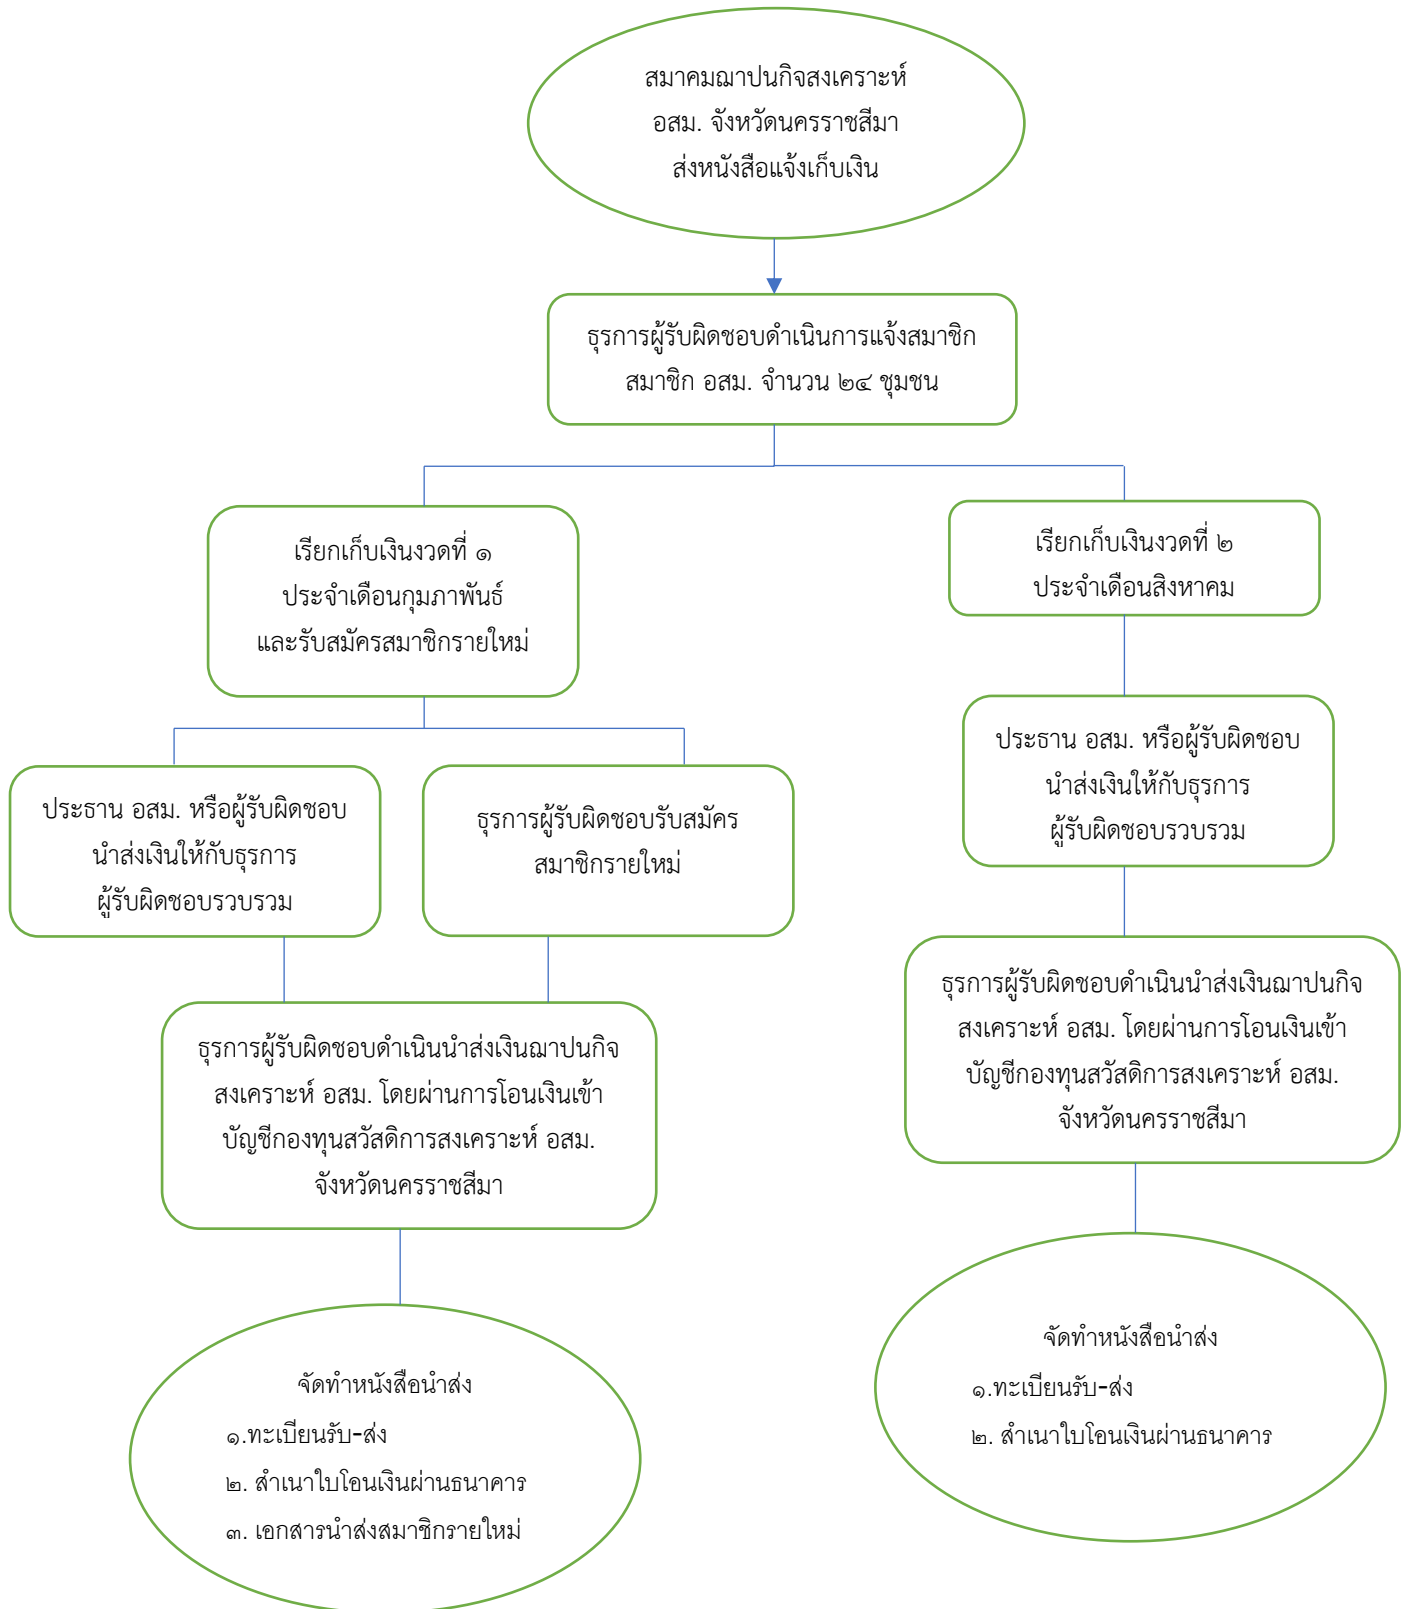 สมาคมฌาปนกิจสงเคราะห์
อสม. จังหวัดนครราชสีมา
ส่งหนังสือแจ้งเก็บเงิน
ธุรการผู้รับผิดชอบดำเนินการแจ้งสมาชิก
สมาชิก อสม. จำนวน ๒๔ ชุมชน
เรียกเก็บเงินงวดที่ ๑
ประจำเดือนกุมภาพันธ์
และรับสมัครสมาชิกรายใหม่
เรียกเก็บเงินงวดที่ ๒
ประจำเดือนสิงหาคม
ประธาน อสม. หรือผู้รับผิดชอบ
นำส่งเงินให้กับธุรการ
ผู้รับผิดชอบรวบรวม
ธุรการผู้รับผิดชอบรับสมัคร
สมาชิกรายใหม่
ประธาน อสม. หรือผู้รับผิดชอบ
นำส่งเงินให้กับธุรการ
ผู้รับผิดชอบรวบรวม
ธุรการผู้รับผิดชอบดำเนินนำส่งเงินฌาปนกิจ
สงเคราะห์ อสม. โดยผ่านการโอนเงินเข้า
บัญชีกองทุนสวัสดิการสงเคราะห์ อสม.
จังหวัดนครราชสีมา
ธุรการผู้รับผิดชอบดำเนินนำส่งเงินฌาปนกิจ
สงเคราะห์ อสม. โดยผ่านการโอนเงินเข้า
บัญชีกองทุนสวัสดิการสงเคราะห์ อสม.
จังหวัดนครราชสีมา
จัดทำหนังสือนำส่ง
๑.ทะเบียนรับ-ส่ง
๒. สำเนาใบโอนเงินผ่านธนาคาร
๓. เอกสารนำส่งสมาชิกรายใหม่
จัดทำหนังสือนำส่ง
๑.ทะเบียนรับ-ส่ง
๒. สำเนาใบโอนเงินผ่านธนาคาร